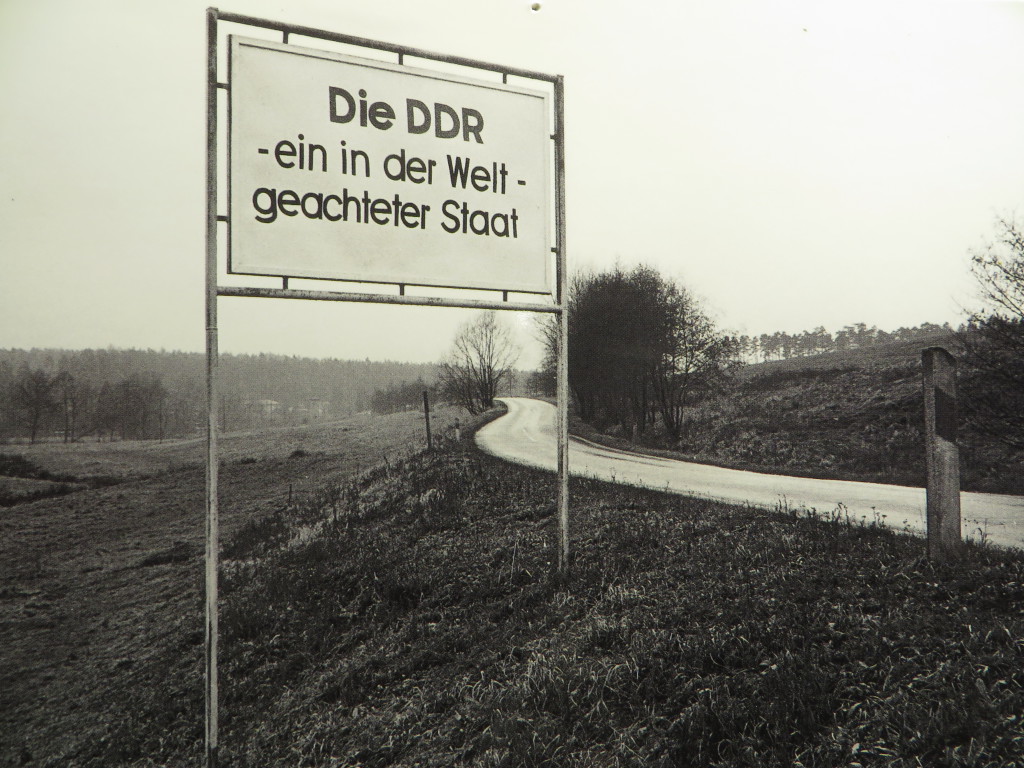 Die DDR
-ein in der Welt-
geachteter Staat